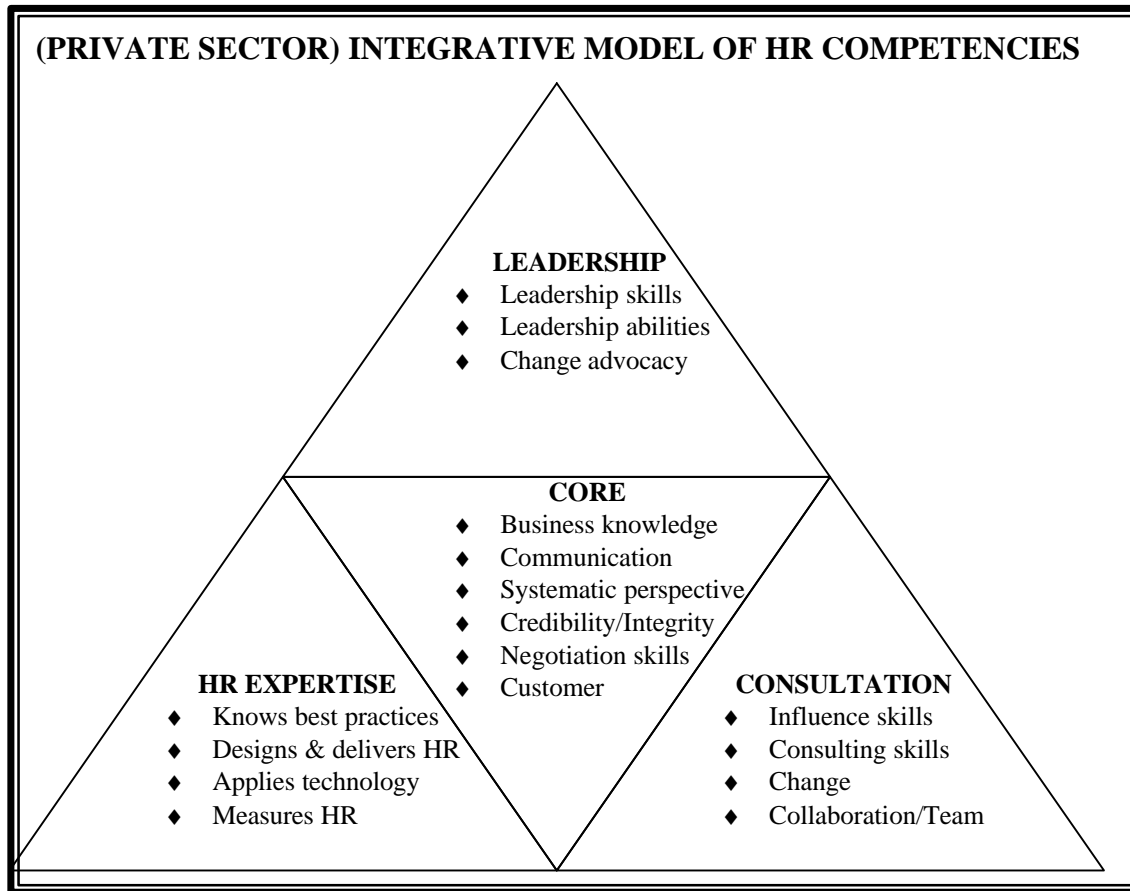 (PRIVATE SECTOR) INTEGRATIVE MODEL OF HR COMPETENCIES
LEADERSHIP
♦ Leadership skills
♦ Leadership abilities
♦ Change advocacy
CORE
♦ Business knowledge
♦ Communication
♦ Systematic perspective
♦ Credibility/Integrity
♦ Negotiation skills
♦ Customer
HR EXPERTISE
♦ Knows best practices
♦ Designs & delivers HR
♦ Applies technology
♦ Measures HR
CONSULTATION
♦ Influence skills
♦ Consulting skills
♦ Change
♦ Collaboration/Team